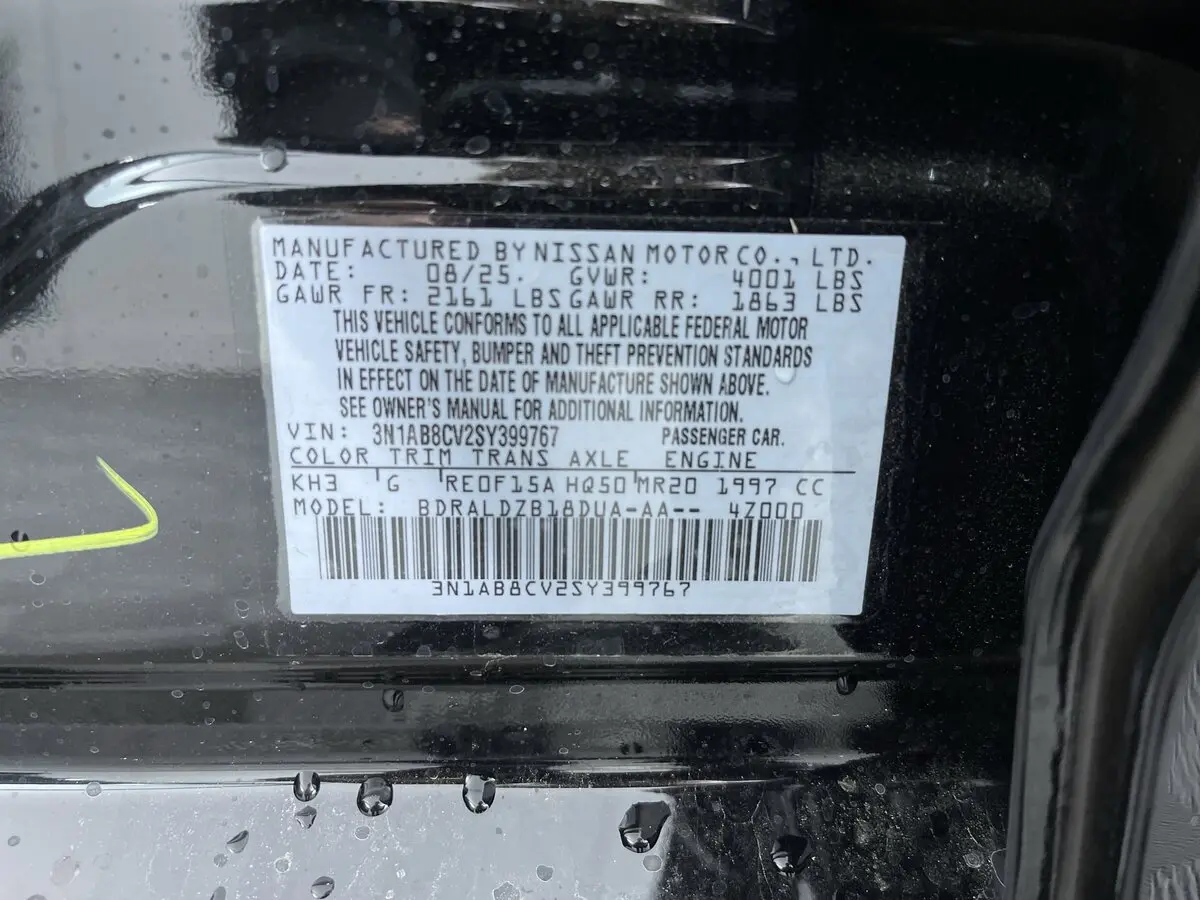 MANUFACTURED BY NISSAN MOTOR CO., LTD.
DATE: 08/25. GVWR: 4001 LBS
GAWR FR: 2161 LBS GAWR RR: 1863 LBS
THIS VEHICLE CONFORMS TO ALL APPLICABLE FEDERAL MOTOR
VEHICLE SAFETY, BUMPER AND THEFT PREVENTION STANDARDS
IN EFFECT ON THE DATE OF MANUFACTURE SHOWN ABOVE.
SEE OWNER'S MANUAL FOR ADDITIONAL INFORMATION.
VIN: 3N1AB8CV2SY399767 PASSENGER CAR.
COLOR TRIM TRANS AXLE ENGINE
KH3 G RE0F15A HQ50 MR20 1997 CC
MODEL: BDRALDZB18DUA-AA-- 4Z000
3N1AB8CV2SY399767